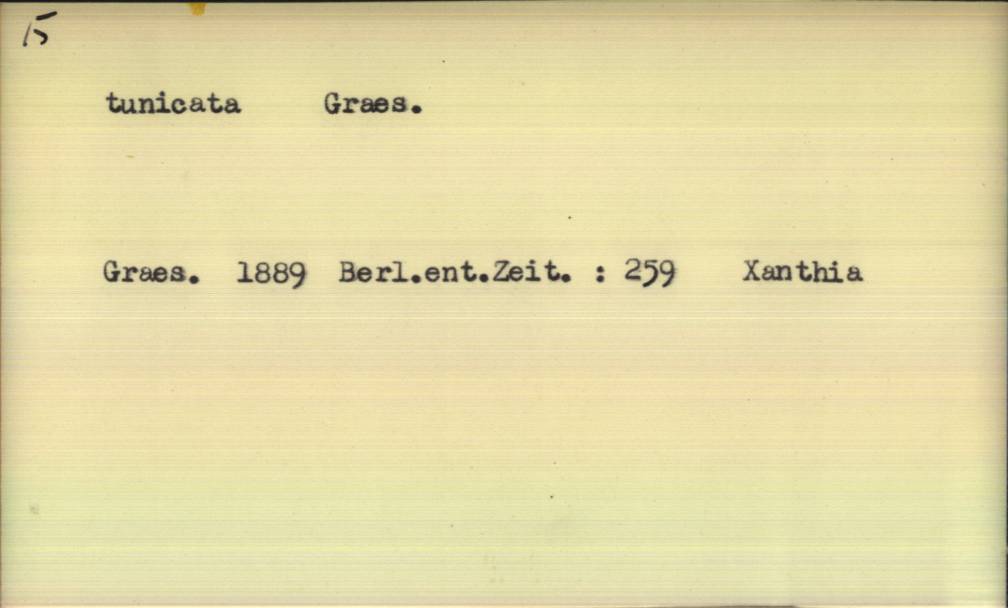 15
tunicata Graes.
Graes. 1889 Berl.ent.Zeit. : 259 Xanthia